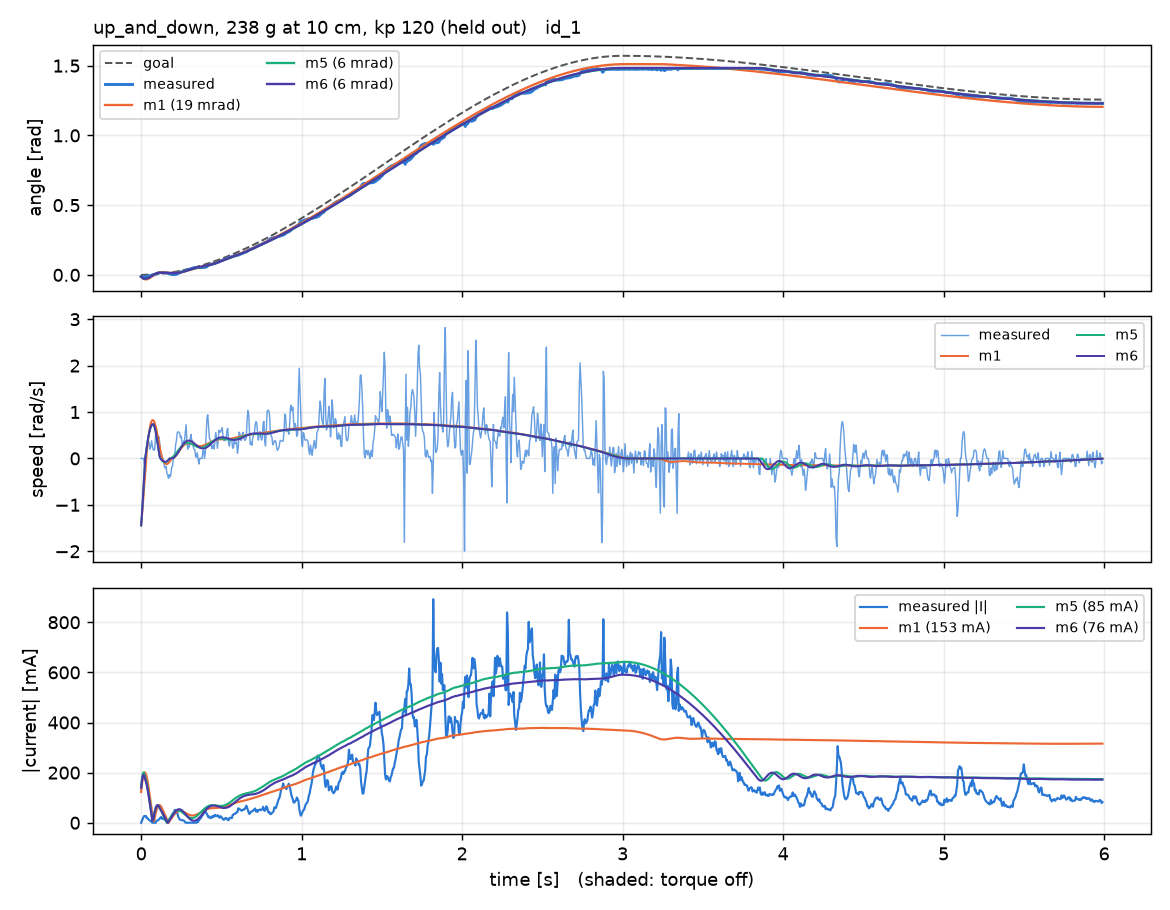 up_and_down, 238 g at 10 cm, kp 120 (held out)   id_1
goal
measured
m1 (19 mrad)
m5 (6 mrad)
m6 (6 mrad)
angle [rad]
1.5
1.0
0.5
0.0
measured
m1
m5
m6
speed [rad/s]
3
2
1
0
−1
−2
measured |I|
m1 (153 mA)
m5 (85 mA)
m6 (76 mA)
|current| [mA]
800
600
400
200
0
0 1 2 3 4 5 6
time [s]   (shaded: torque off)